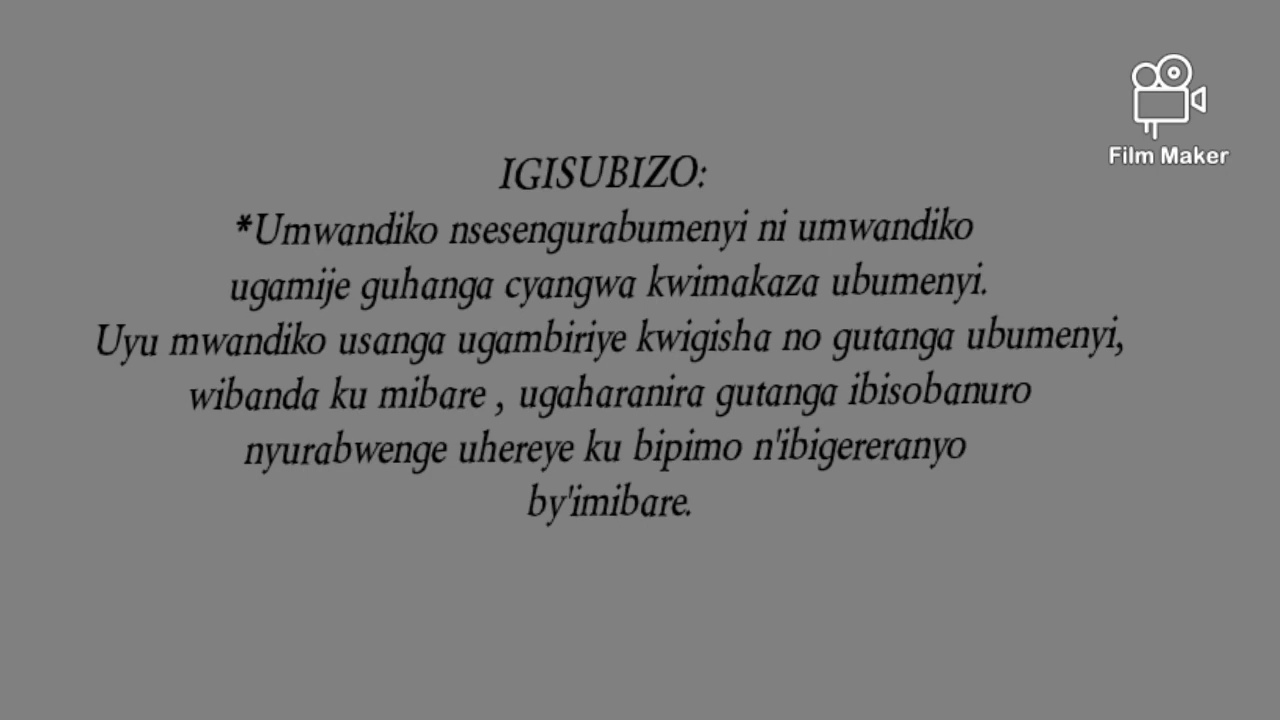 Film Maker
IGISUBIZO:
*Umwandiko nsesengurabumenyi ni umwandiko
ugamije guhanga cyangwa kwimakaza ubumenyi.
Uyu mwandiko usanga ugambiriye kwigisha no gutanga ubumenyi,
wibanda ku mibare , ugaharanira gutanga ibisobanuro
nyurabwenge uhereye ku bipimo n'ibigereranyo
by'imibare.